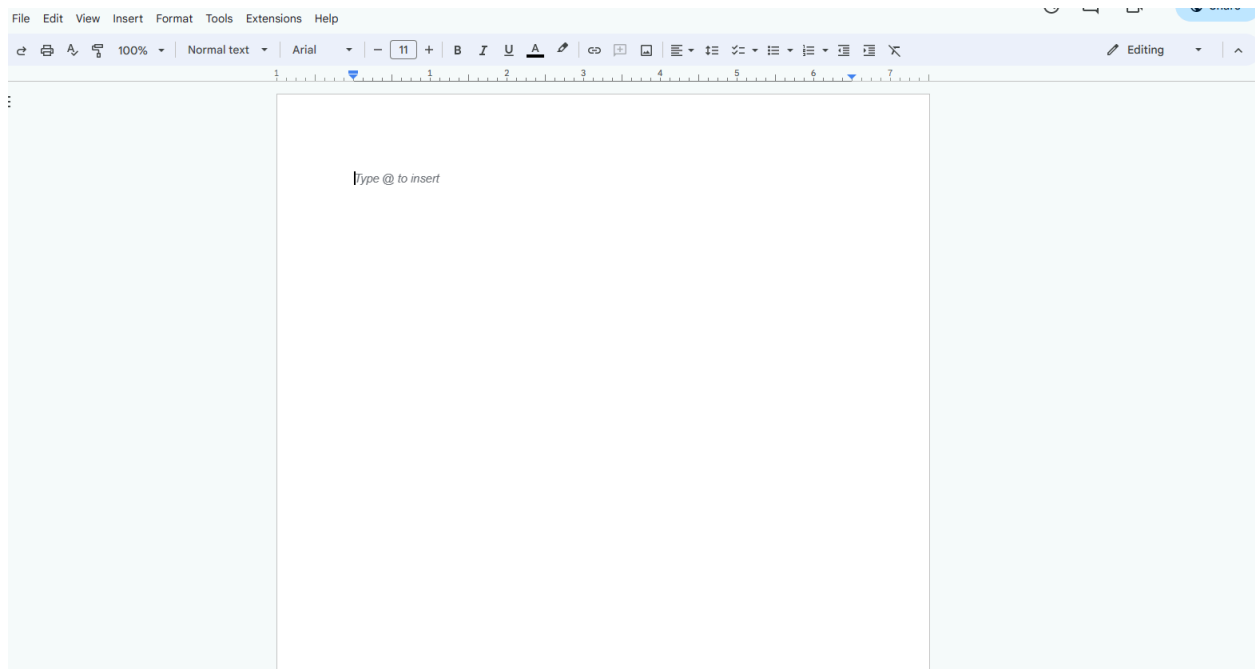 File Edit View Insert Format Tools Extensions Help
100% Normal text Arial 11 B I U A Editing
1 1 2 3 4 5 6 7
Type @ to insert